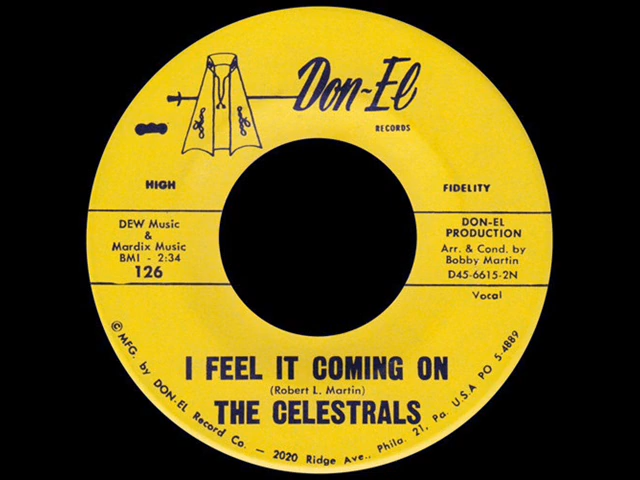 Don-El
RECORDS
HIGH FIDELITY
DEW Music
&
Mardix Music
BMI - 2:34
126
DON-EL
PRODUCTION
Arr. & Cond. by
Bobby Martin
D45-6615-2N
Vocal
I FEEL IT COMING ON
(Robert L. Martin)
THE CELESTRALS
© MFG. by DON-EL Record Co. — 2020 Ridge Ave., Phila. 21, Pa. U.S.A. PO 5-4889